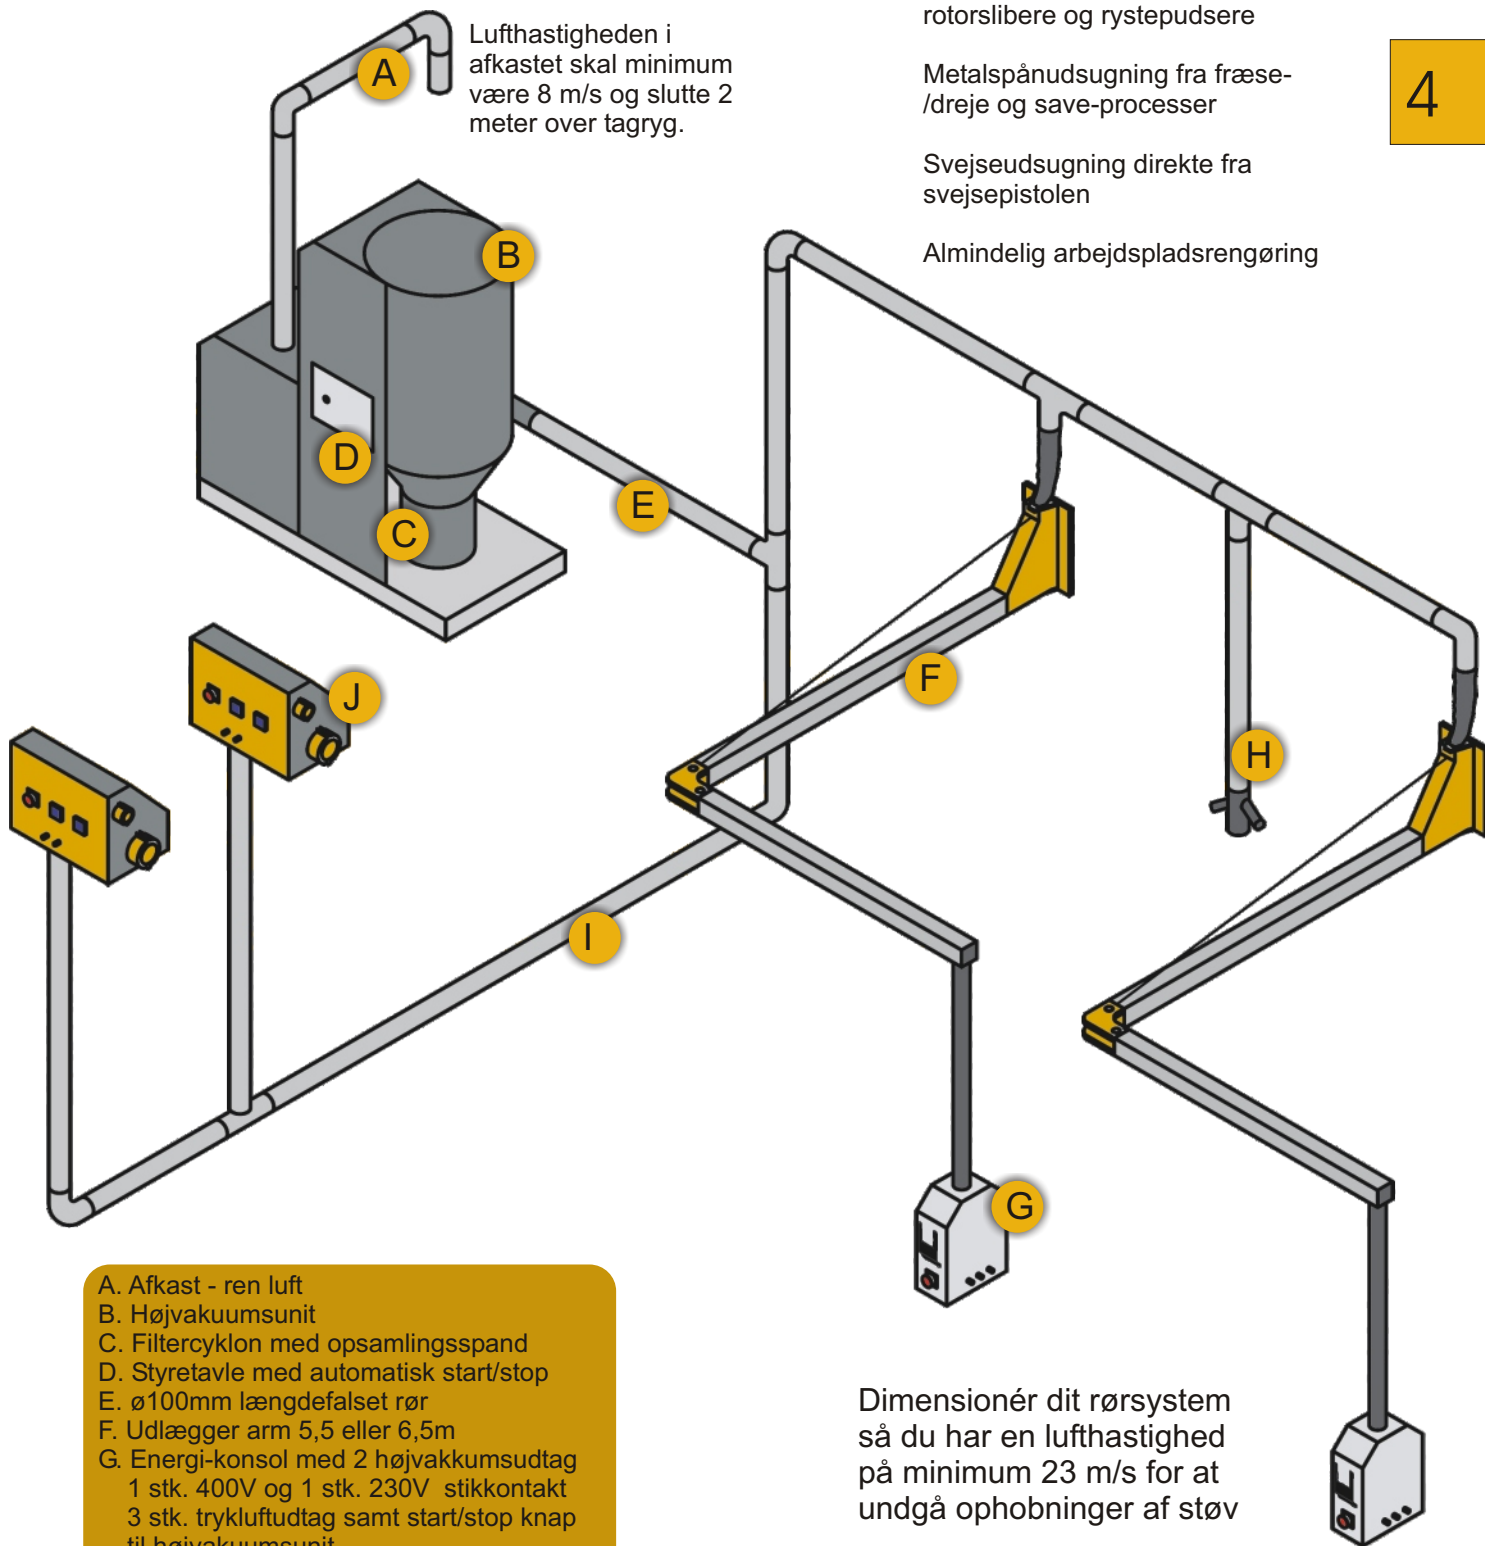 rotorslibere og rystepudsere
Lufthastigheden i
afkastet skal minimum
være 8 m/s og slutte 2
meter over tagryg.
Metalspånudsugning fra fræse-
/dreje og save-processer
Svejseudsugning direkte fra
svejsepistolen
Almindelig arbejdspladsrengøring
4
A
B
D
C
E
F
J
H
I
G
A. Afkast - ren luft
B. Højvakuumsunit
C. Filtercyklon med opsamlingsspand
D. Styretavle med automatisk start/stop
E. ø100mm længdefalset rør
F. Udlægger arm 5,5 eller 6,5m
G. Energi-konsol med 2 højvakkumsudtag
1 stk. 400V og 1 stk. 230V stikkontakt
3 stk. trykluftudtag samt start/stop knap
til højvakuumsunit
Dimensionér dit rørsystem
så du har en lufthastighed
på minimum 23 m/s for at
undgå ophobninger af støv